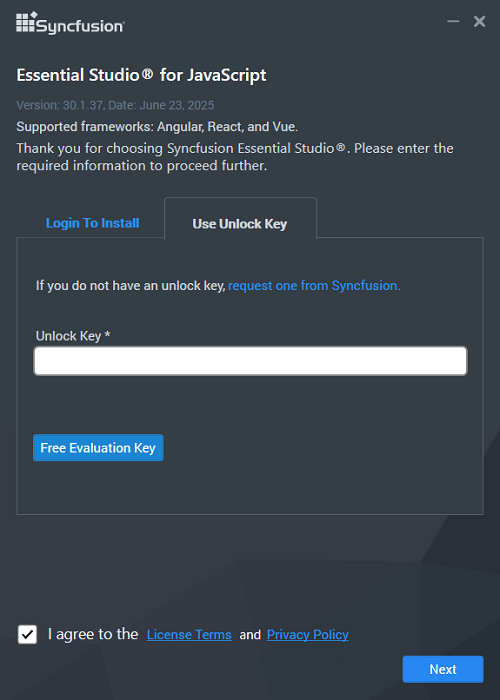 Syncfusion®
Essential Studio® for JavaScript
Version: 30.1.37, Date: June 23, 2025
Supported frameworks: Angular, React, and Vue.
Thank you for choosing Syncfusion Essential Studio®. Please enter the
required information to proceed further.
Login To Install
Use Unlock Key
If you do not have an unlock key, request one from Syncfusion.
Unlock Key *
Free Evaluation Key
I agree to the License Terms and Privacy Policy
Next